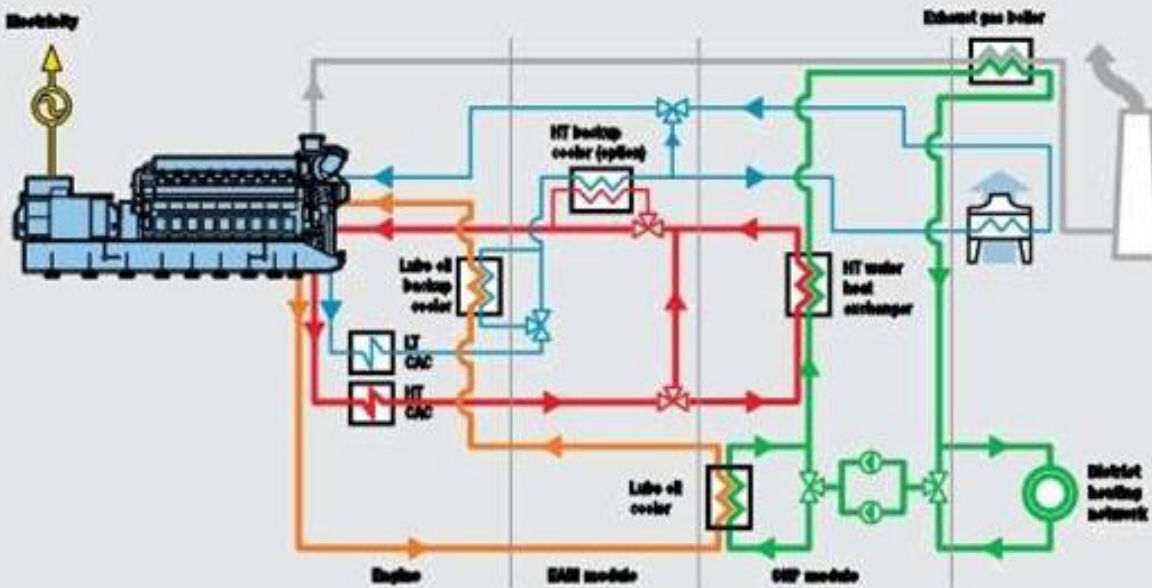 Electricity
Exhaust gas boiler
HT backup
cooler (option)
Lube oil
backup
cooler
HT water
heat
exchanger
LT
CAC
HT
CAC
Lube oil
cooler
District
heating
network
Engine
EAM module
CHP module